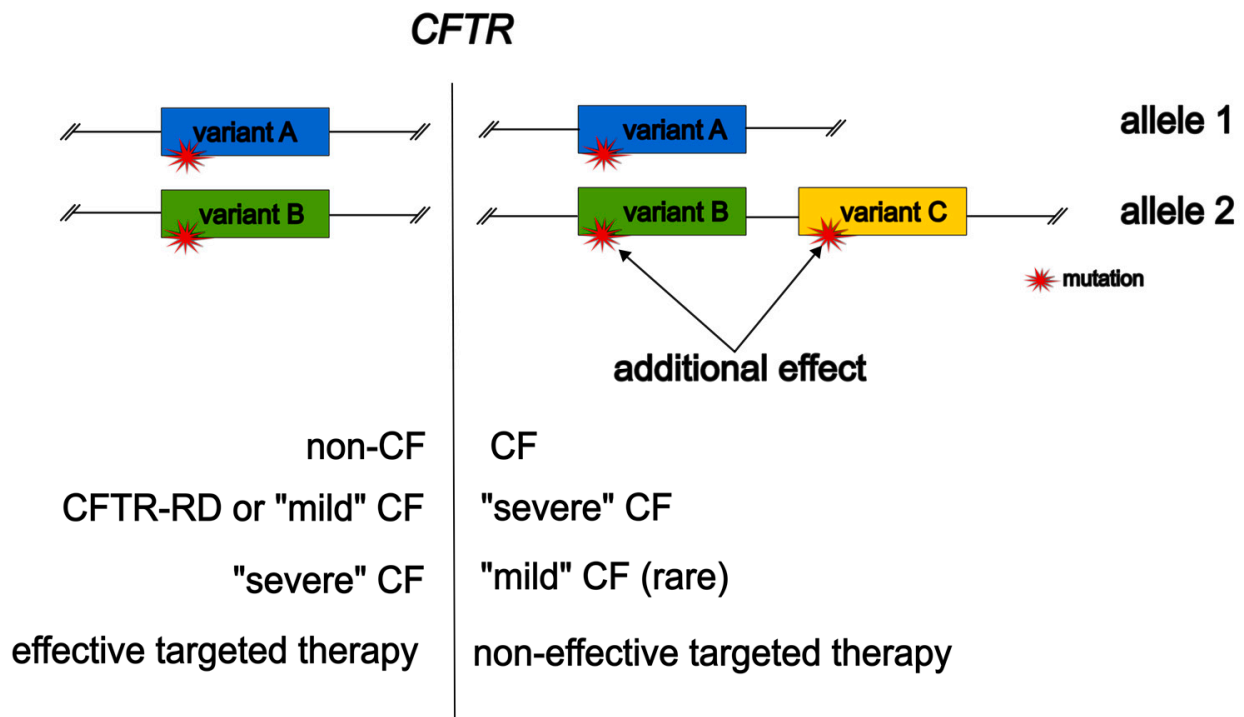 CFTR
variant A
variant A
allele 1
variant B
variant B
variant C
allele 2
mutation
additional effect
non-CF
CF
CFTR-RD or "mild" CF
"severe" CF
"severe" CF
"mild" CF (rare)
effective targeted therapy
non-effective targeted therapy